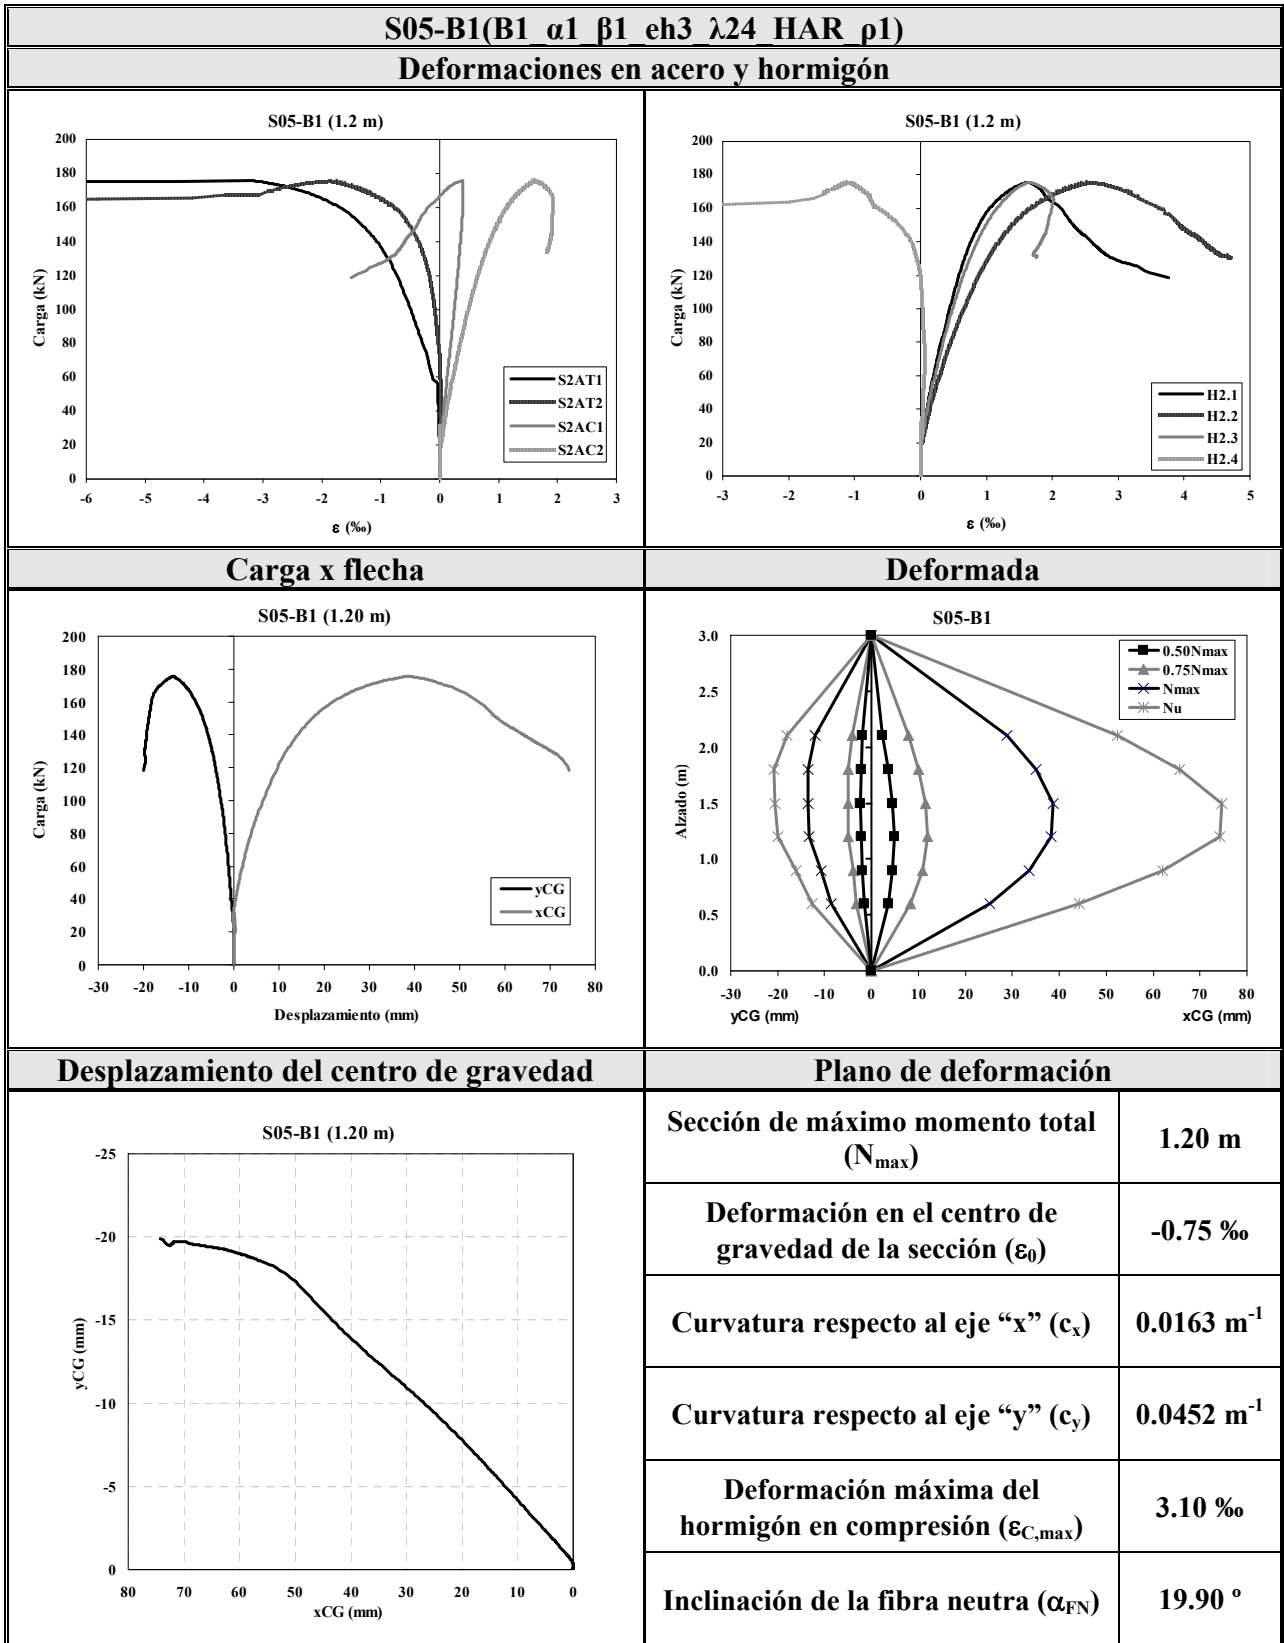 S05-B1(B1_α1_β1_eh3_λ24_HAR_ρ1)
Deformaciones en acero y hormigón
S05-B1 (1.2 m)
200
180
160
140
120
100
80
60
40
20
0
Carga (kN)
-6 -5 -4 -3 -2 -1 0 1 2 3
ε (‰)
S2AT1
S2AT2
S2AC1
S2AC2
S05-B1 (1.2 m)
200
180
160
140
120
100
80
60
40
20
0
Carga (kN)
-3 -2 -1 0 1 2 3 4 5
ε (‰)
H2.1
H2.2
H2.3
H2.4
Carga x flecha
S05-B1 (1.20 m)
200
180
160
140
120
100
80
60
40
20
0
Carga (kN)
-30 -20 -10 0 10 20 30 40 50 60 70 80
Desplazamiento (mm)
yCG
xCG
Deformada
S05-B1
3.0
2.5
2.0
1.5
1.0
0.5
0.0
Alzado (m)
-30 -20 -10 0 10 20 30 40 50 60 70 80
yCG (mm) xCG (mm)
0.50Nmax
0.75Nmax
Nmax
Nu
Desplazamiento del centro de gravedad
S05-B1 (1.20 m)
-25
-20
-15
-10
-5
0
yCG (mm)
80 70 60 50 40 30 20 10 0
xCG (mm)
Plano de deformación
Sección de máximo momento total
(Nmax)
1.20 m
Deformación en el centro de
gravedad de la sección (ε0)
-0.75 ‰
Curvatura respecto al eje “x” (cx)
0.0163 m-1
Curvatura respecto al eje “y” (cy)
0.0452 m-1
Deformación máxima del
hormigón en compresión (εC,max)
3.10 ‰
Inclinación de la fibra neutra (αFN)
19.90 º